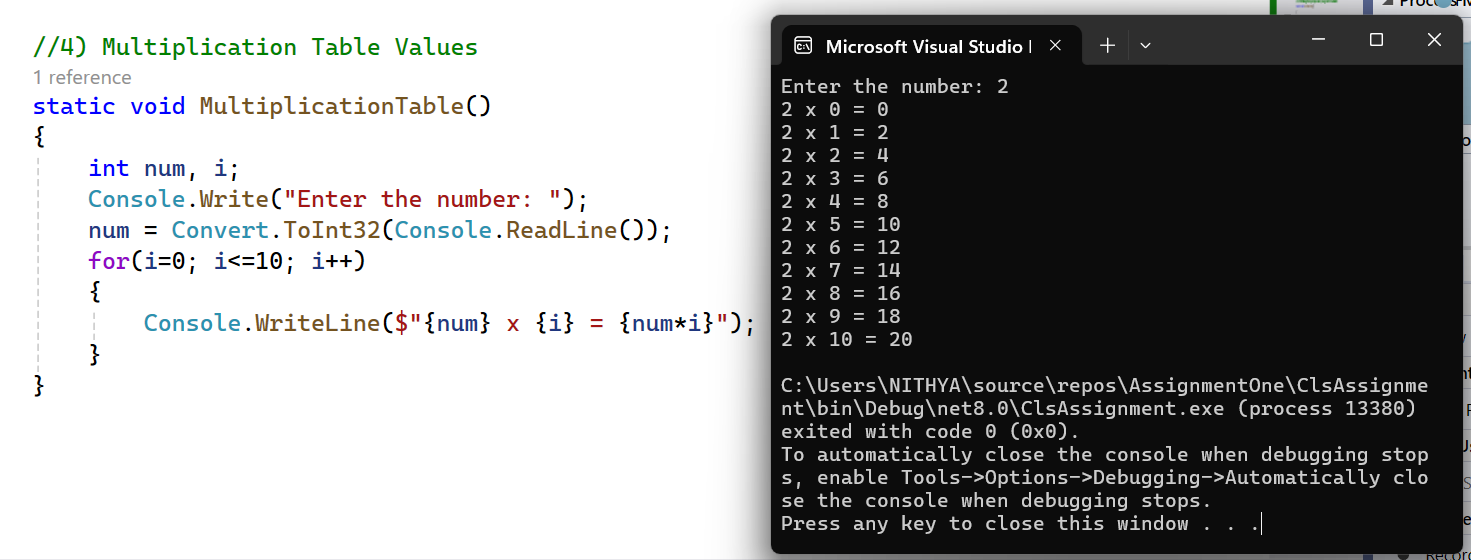 //4) Multiplication Table Values
1 reference
static void MultiplicationTable()
{
int num, i;
Console.Write("Enter the number: ");
num = Convert.ToInt32(Console.ReadLine());
for(i=0; i<=10; i++)
{
Console.WriteLine($"{num} x {i} = {num*i}");
}
}
Microsoft Visual Studio
Enter the number: 2
2 x 0 = 0
2 x 1 = 2
2 x 2 = 4
2 x 3 = 6
2 x 4 = 8
2 x 5 = 10
2 x 6 = 12
2 x 7 = 14
2 x 8 = 16
2 x 9 = 18
2 x 10 = 20
C:\Users\NITHYA\source\repos\AssignmentOne\ClsAssignme
nt\bin\Debug\net8.0\ClsAssignment.exe (process 13380)
exited with code 0 (0x0).
To automatically close the console when debugging stop
s, enable Tools->Options->Debugging->Automatically clo
se the console when debugging stops.
Press any key to close this window . . .